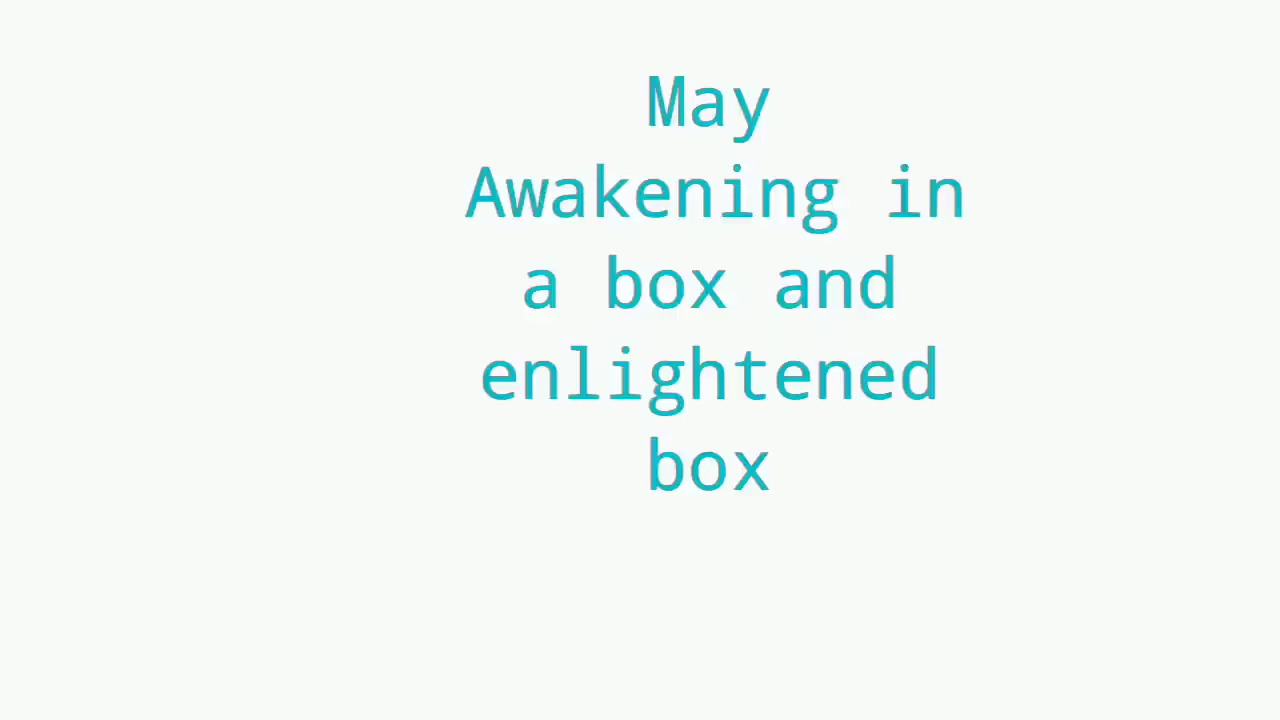 May
Awakening in
a box and
enlightened
box